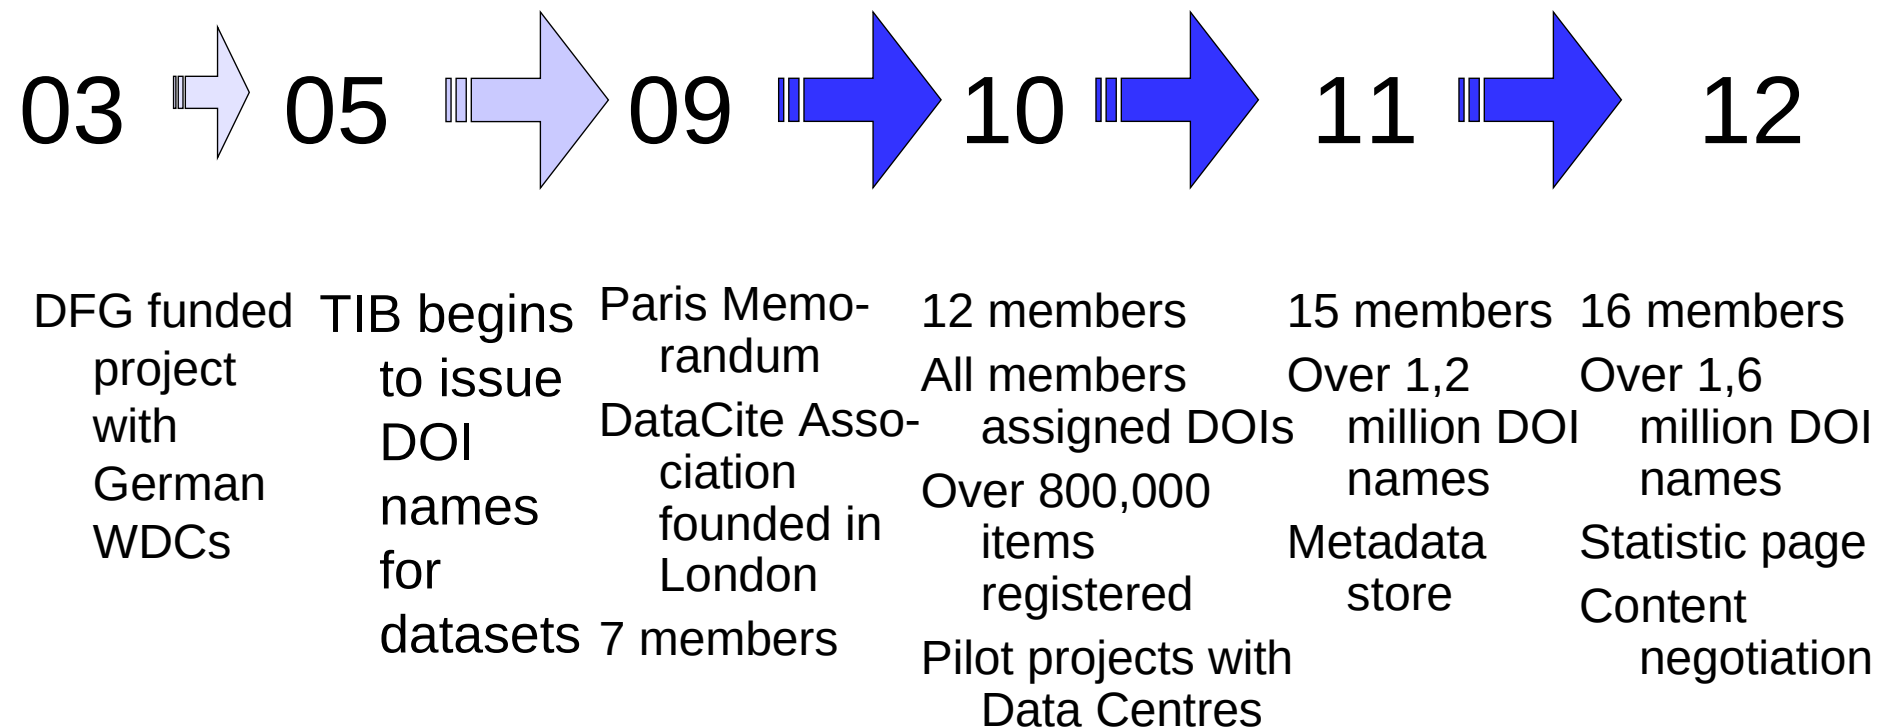 03 05 09 10 11 12
DFG funded
project
with
German
WDCs
TIB begins
to issue
DOI
names
for
datasets
Paris Memo-
randum
DataCite Asso-
ciation
founded in
London
7 members
12 members
All members
assigned DOIs
Over 800,000
items
registered
Pilot projects with
Data Centres
15 members
Over 1,2
million DOI
names
Metadata
store
16 members
Over 1,6
million DOI
names
Statistic page
Content
negotiation